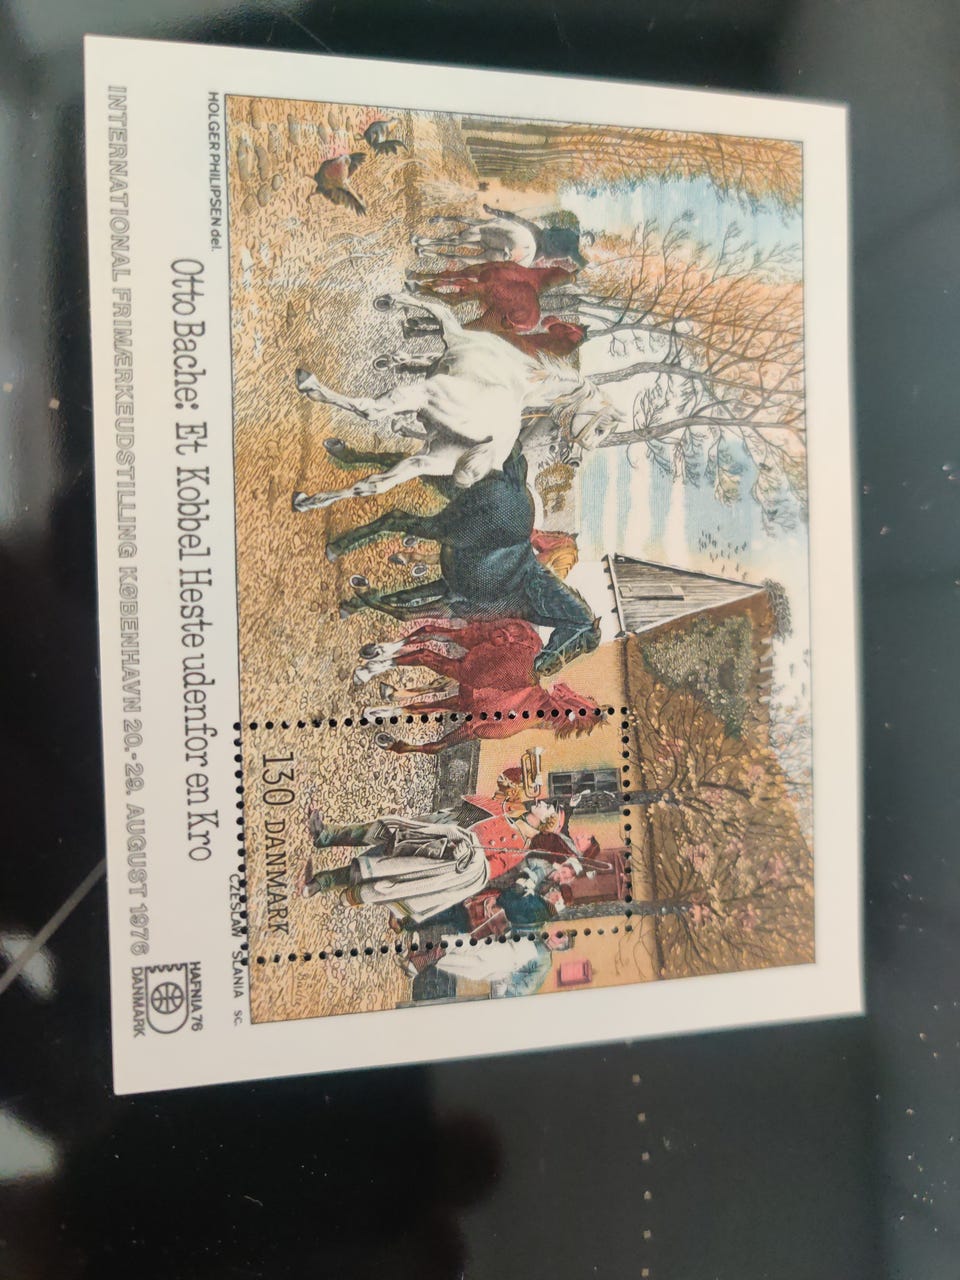 130 DANMARK
HOLGER PHILIPSEN del.
CZESLAW SLANIA SC.
Otto Bache: Et Kobbel Heste udenfor en Kro
HAFNIA 76
DANMARK
INTERNATIONAL FRIMÆRKEUDSTILLING KØBENHAVN 20.-29. AUGUST 1976